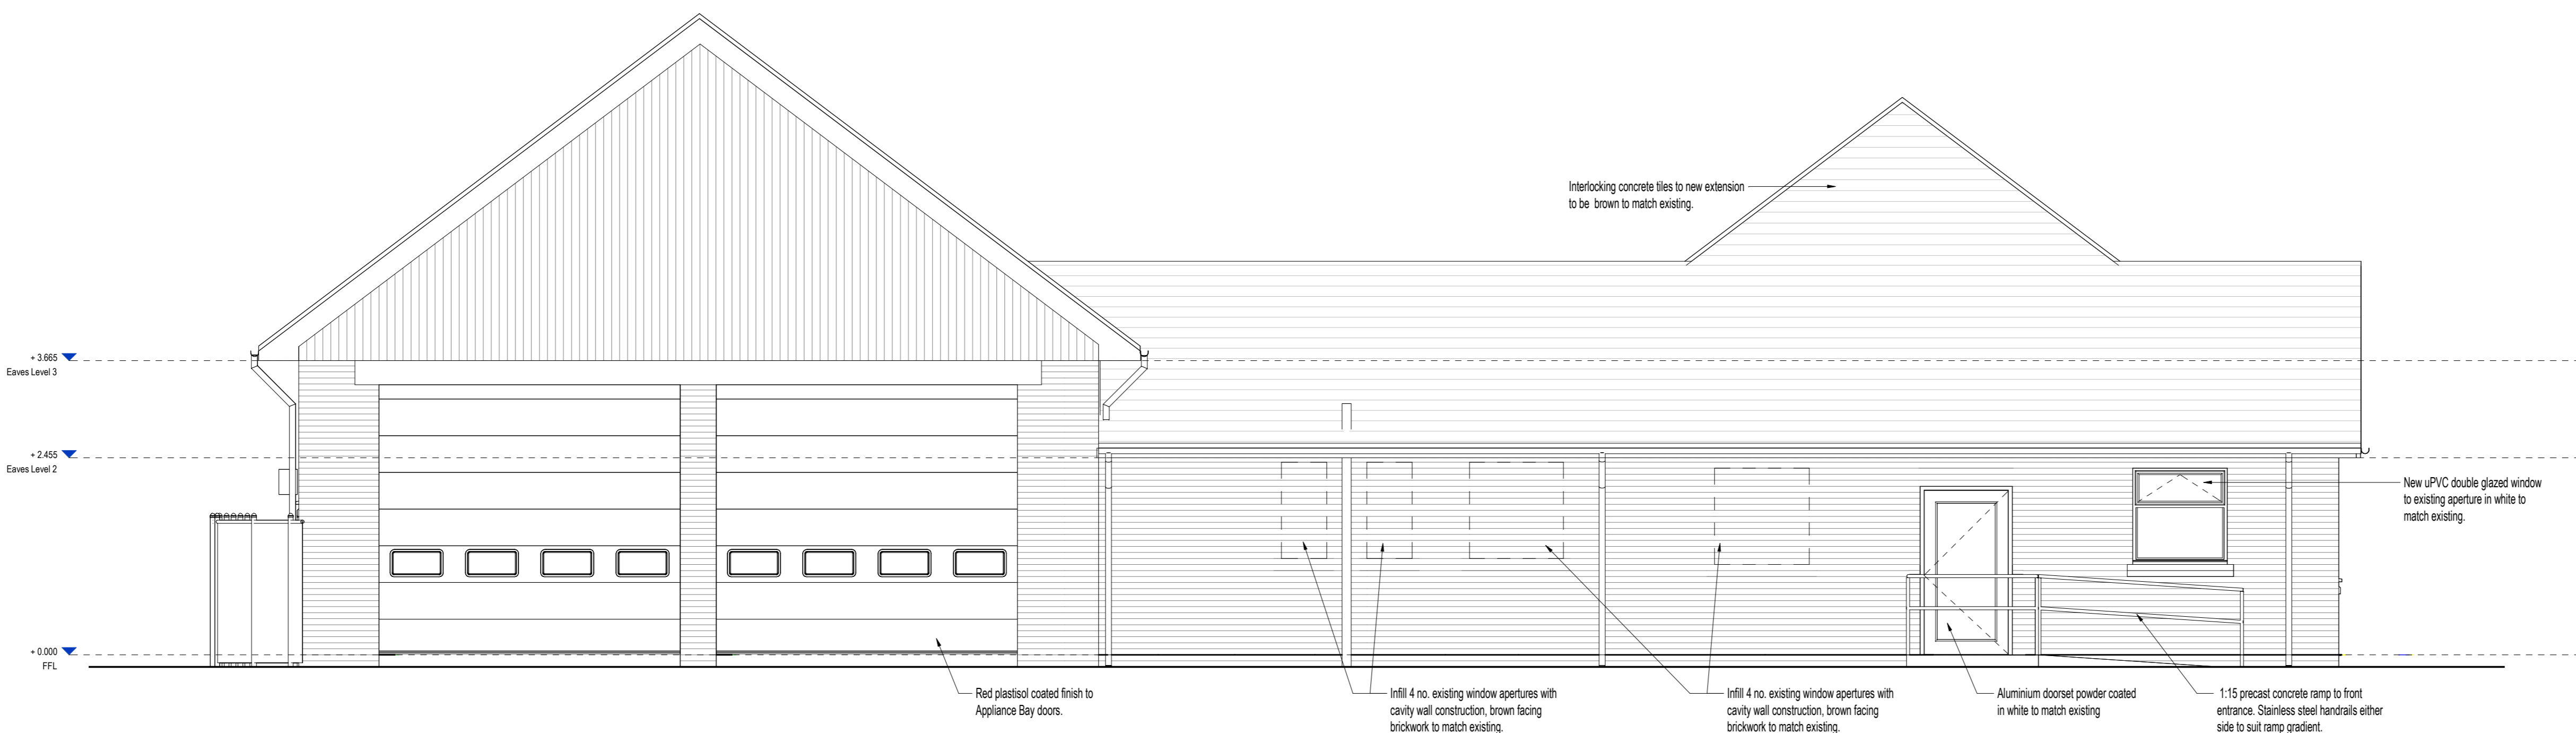 Interlocking concrete tiles to new extension
to be  brown to match existing.
+ 3.665
Eaves Level 3
+ 2.455
Eaves Level 2
New uPVC double glazed window
to existing aperture in white to
match existing.
+ 0.000
FFL
Red plastisol coated finish to
Appliance Bay doors.
Infill 4 no. existing window apertures with
cavity wall construction, brown facing
brickwork to match existing.
Infill 4 no. existing window apertures with
cavity wall construction, brown facing
brickwork to match existing.
Aluminium doorset powder coated
in white to match existing
1:15 precast concrete ramp to front
entrance. Stainless steel handrails either
side to suit ramp gradient.